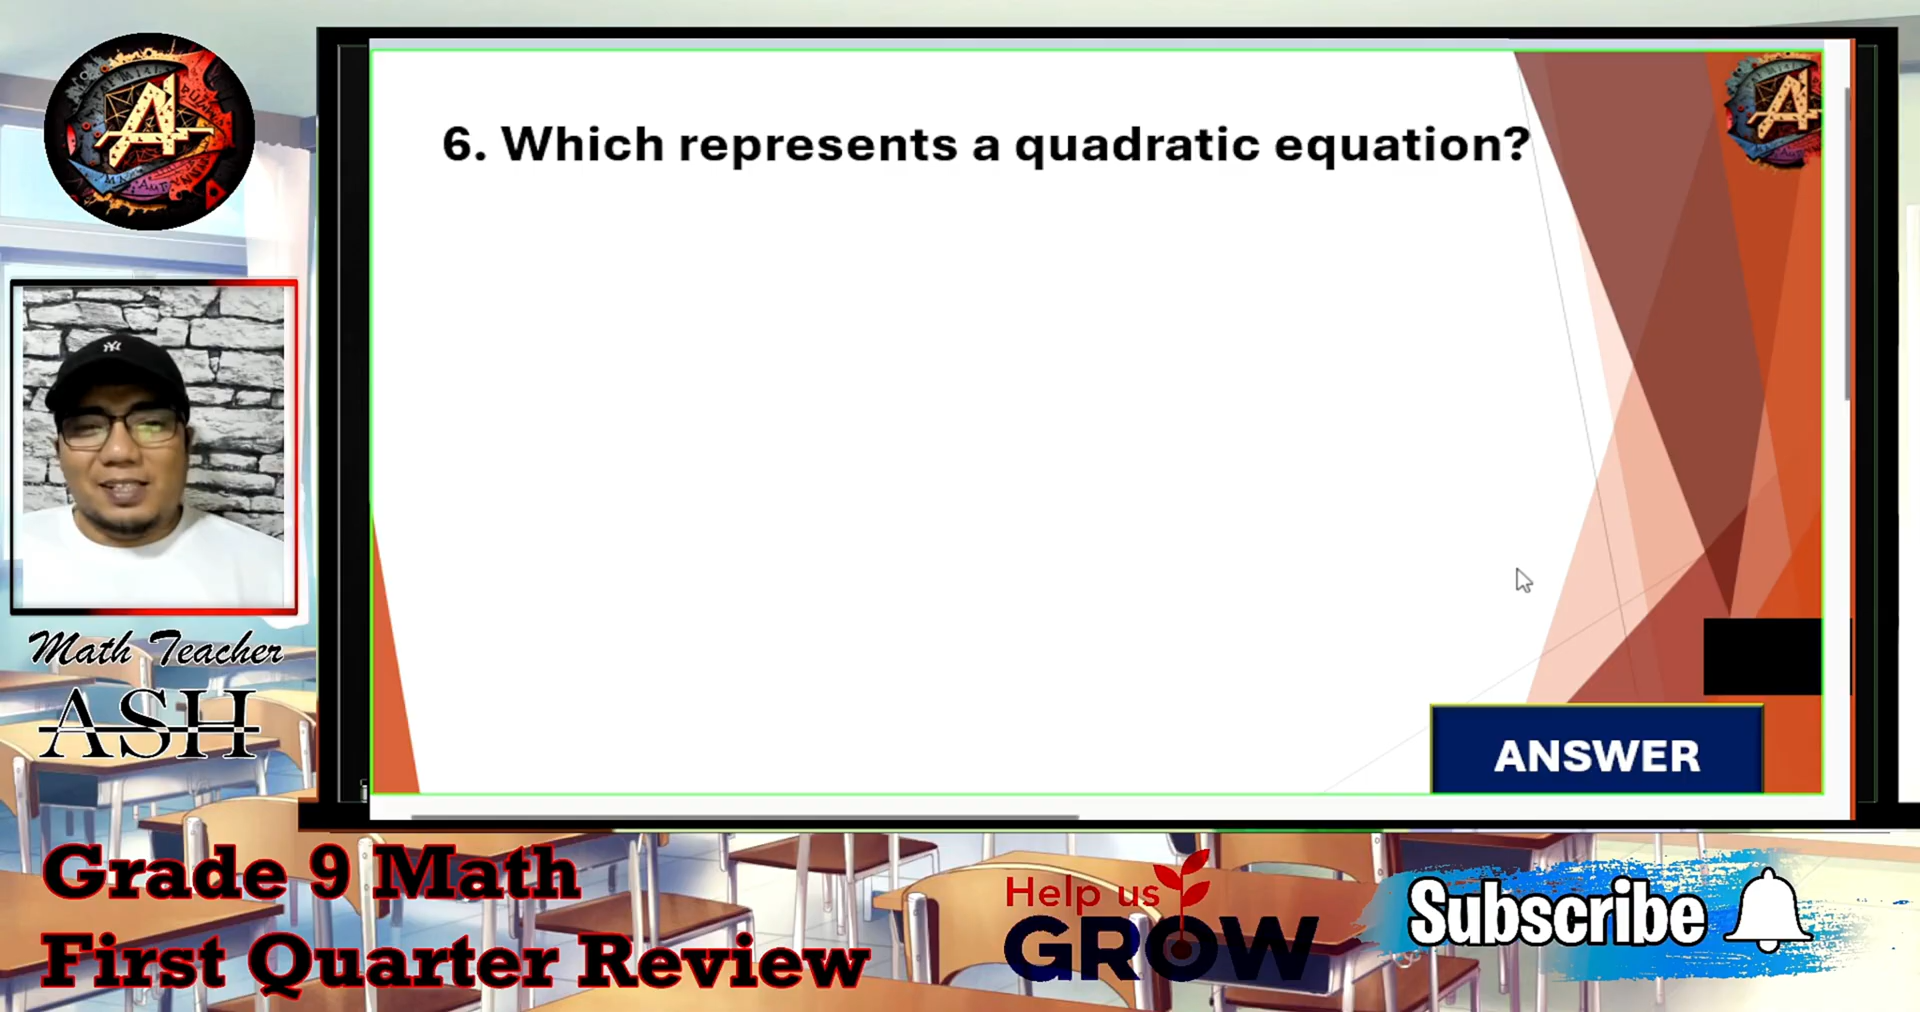 6. Which represents a quadratic equation?
Math Teacher
ASH
ANSWER
Grade 9 Math
First Quarter Review
Help us
GROW
Subscribe